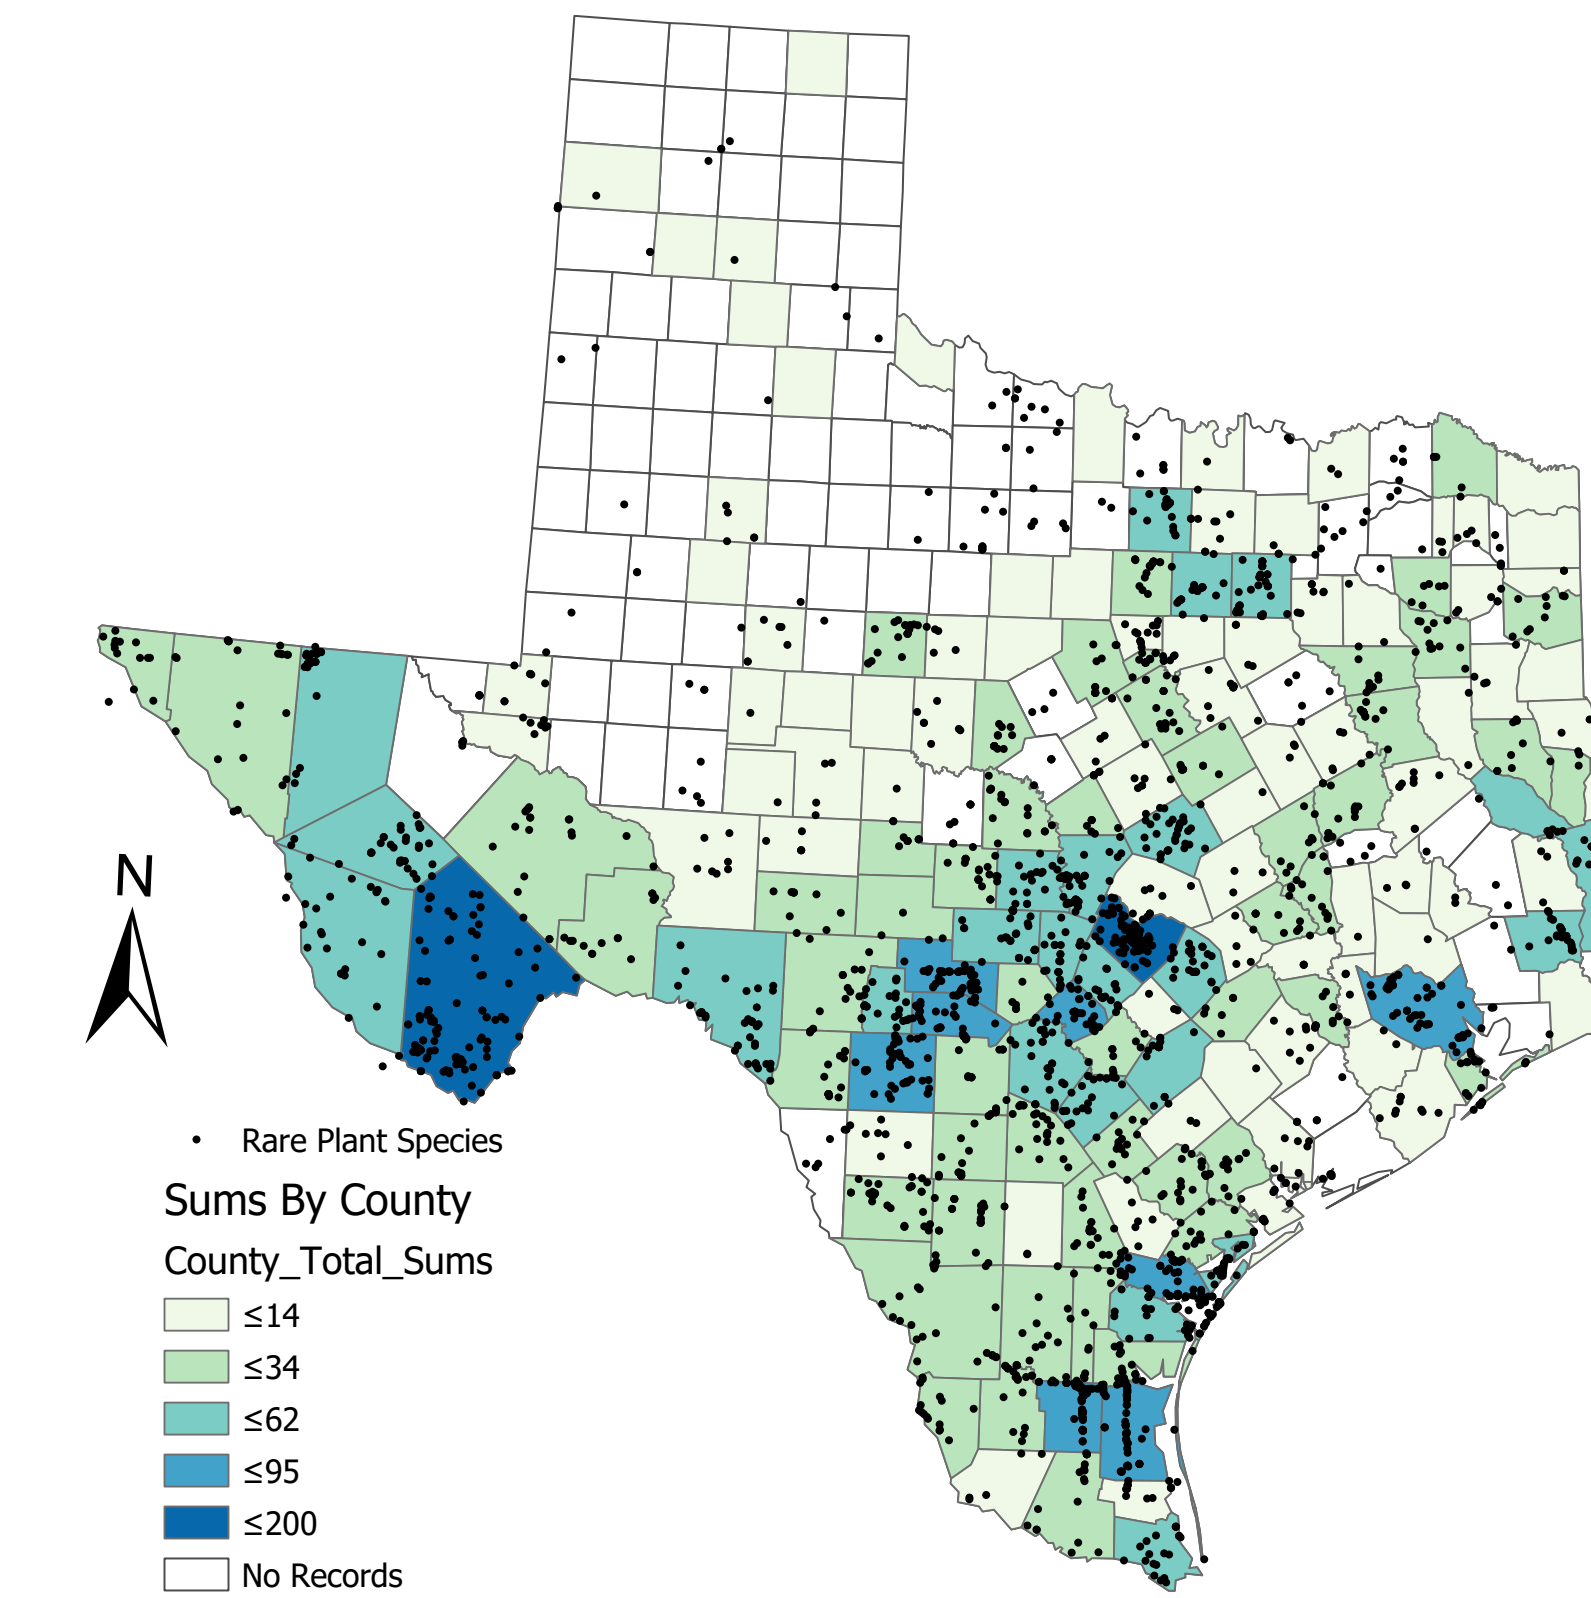 N
Rare Plant Species
Sums By County
County_Total_Sums
≤14
≤34
≤62
≤95
≤200
No Records